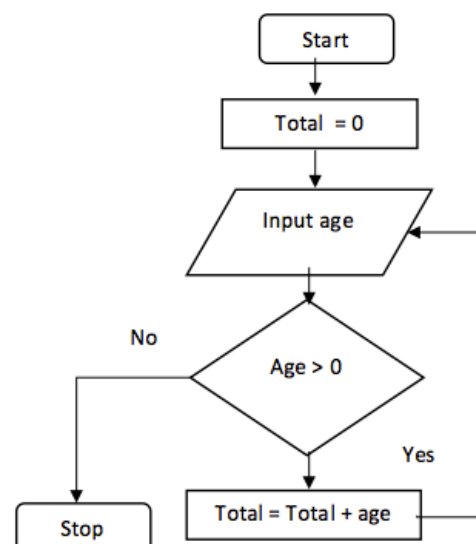 Start
Total = 0
Input age
Age > 0
No
Yes
Total = Total + age
Stop